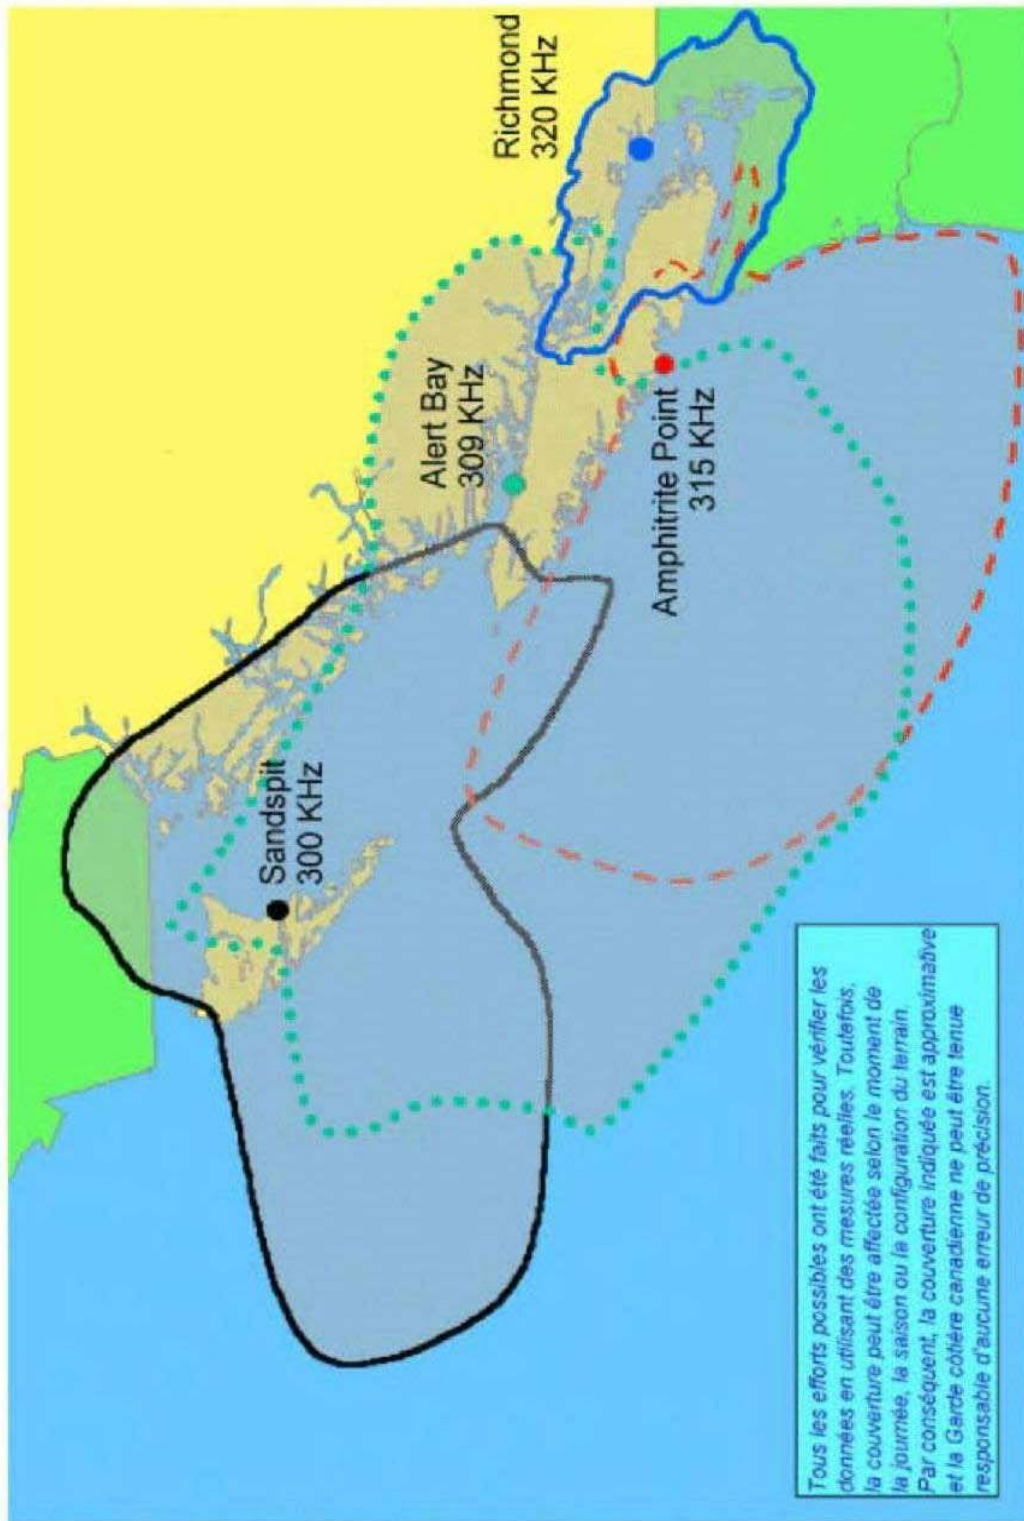 Sandspit
300 KHz
Alert Bay
309 KHz
Richmond
320 KHz
Amphitrite Point
315 KHz
Tous les efforts possibles ont été faits pour vérifier les
données en utilisant des mesures réelles. Toutefois,
la couverture peut être affectée selon le moment de
la journée, la saison ou la configuration du terrain.
Par conséquent, la couverture indiquée est approximative
et la Garde côtière canadienne ne peut être tenue
responsable d'aucune erreur de précision.